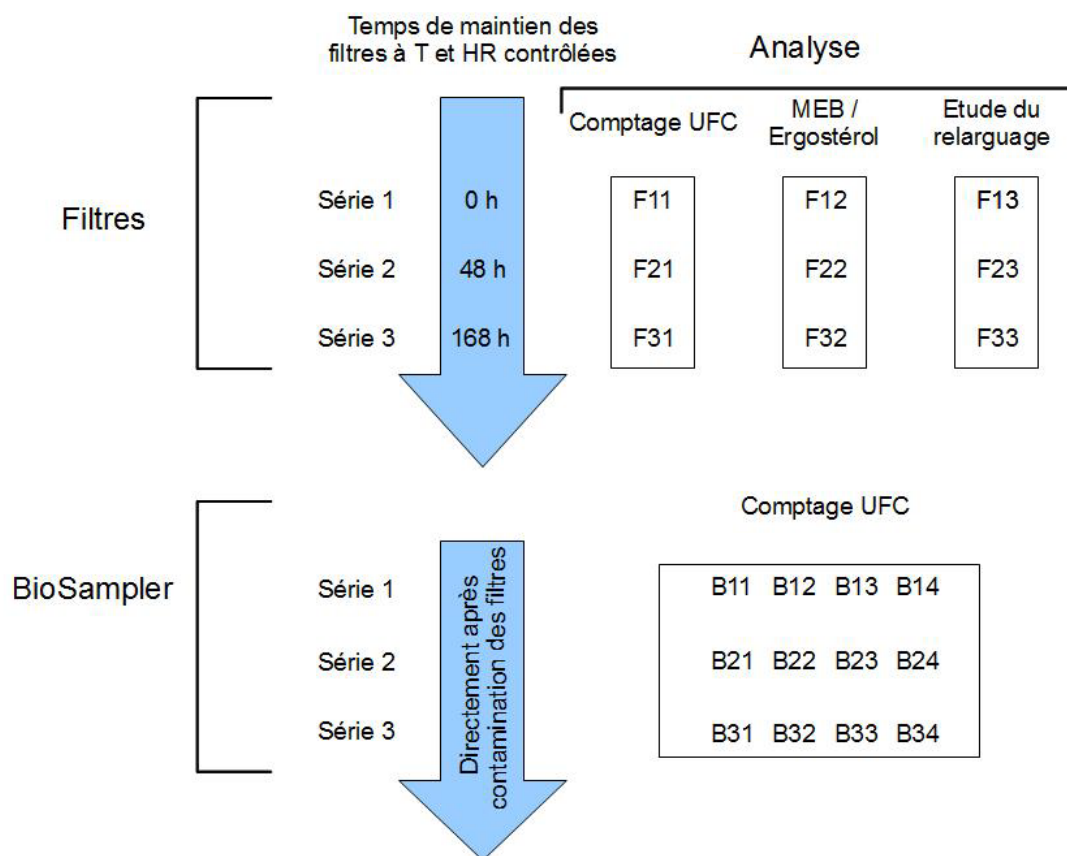 Temps de maintien des
filtres à T et HR contrôlées
Analyse
Comptage UFC
MEB /
Ergostérol
Etude du
relarguage
Filtres
Série 1
0 h
F11
F12
F13
Série 2
48 h
F21
F22
F23
Série 3
168 h
F31
F32
F33
BioSampler
Comptage UFC
Directement après
contamination des filtres
Série 1
B11 B12 B13 B14
Série 2
B21 B22 B23 B24
Série 3
B31 B32 B33 B34